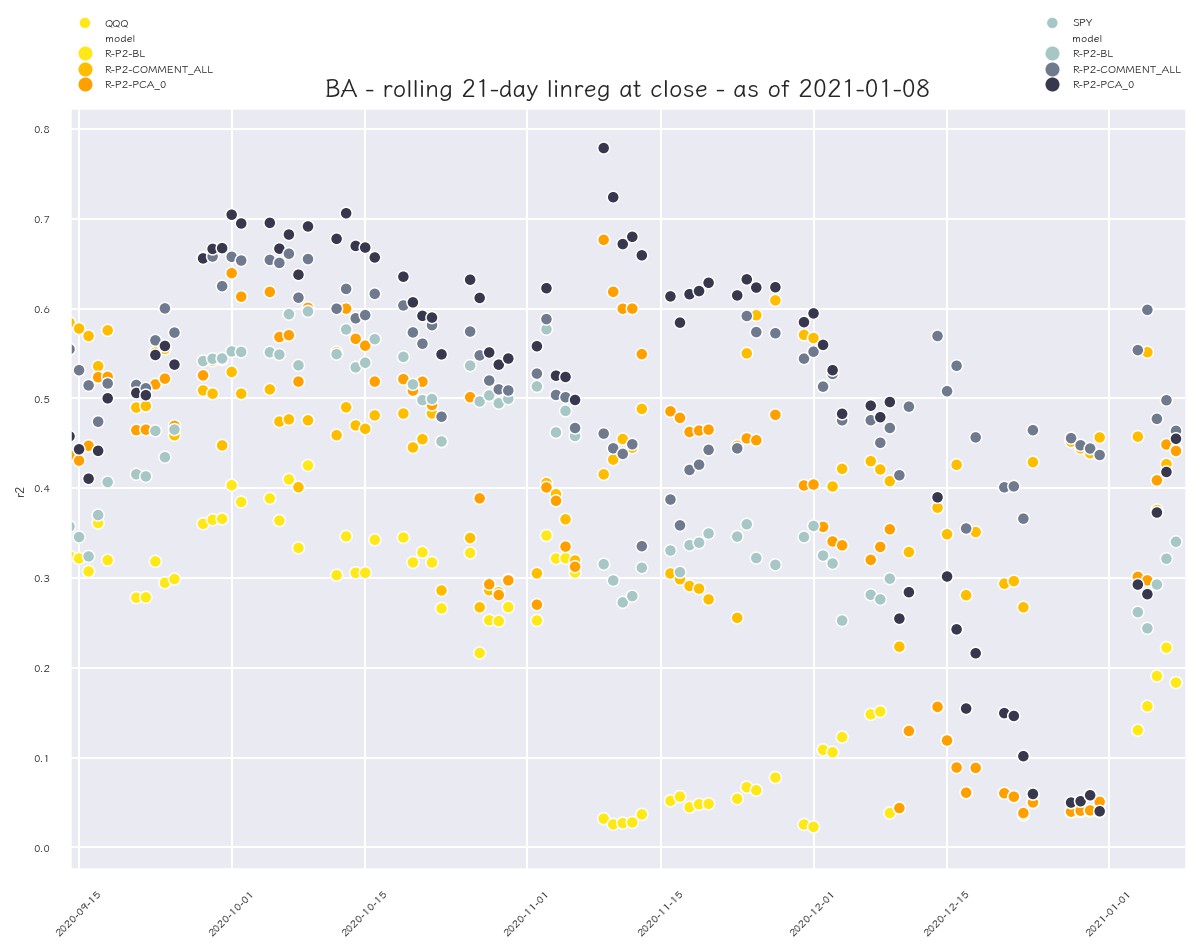 QQQ
model
R-P2-BL
R-P2-COMMENT_ALL
R-P2-PCA_0
SPY
model
R-P2-BL
R-P2-COMMENT_ALL
R-P2-PCA_0
BA - rolling 21-day linreg at close - as of 2021-01-08
0.8
0.7
0.6
0.5
0.4
0.3
0.2
0.1
0.0
r2
2020-09-15
2020-10-01
2020-10-15
2020-11-01
2020-11-15
2020-12-01
2020-12-15
2021-01-01